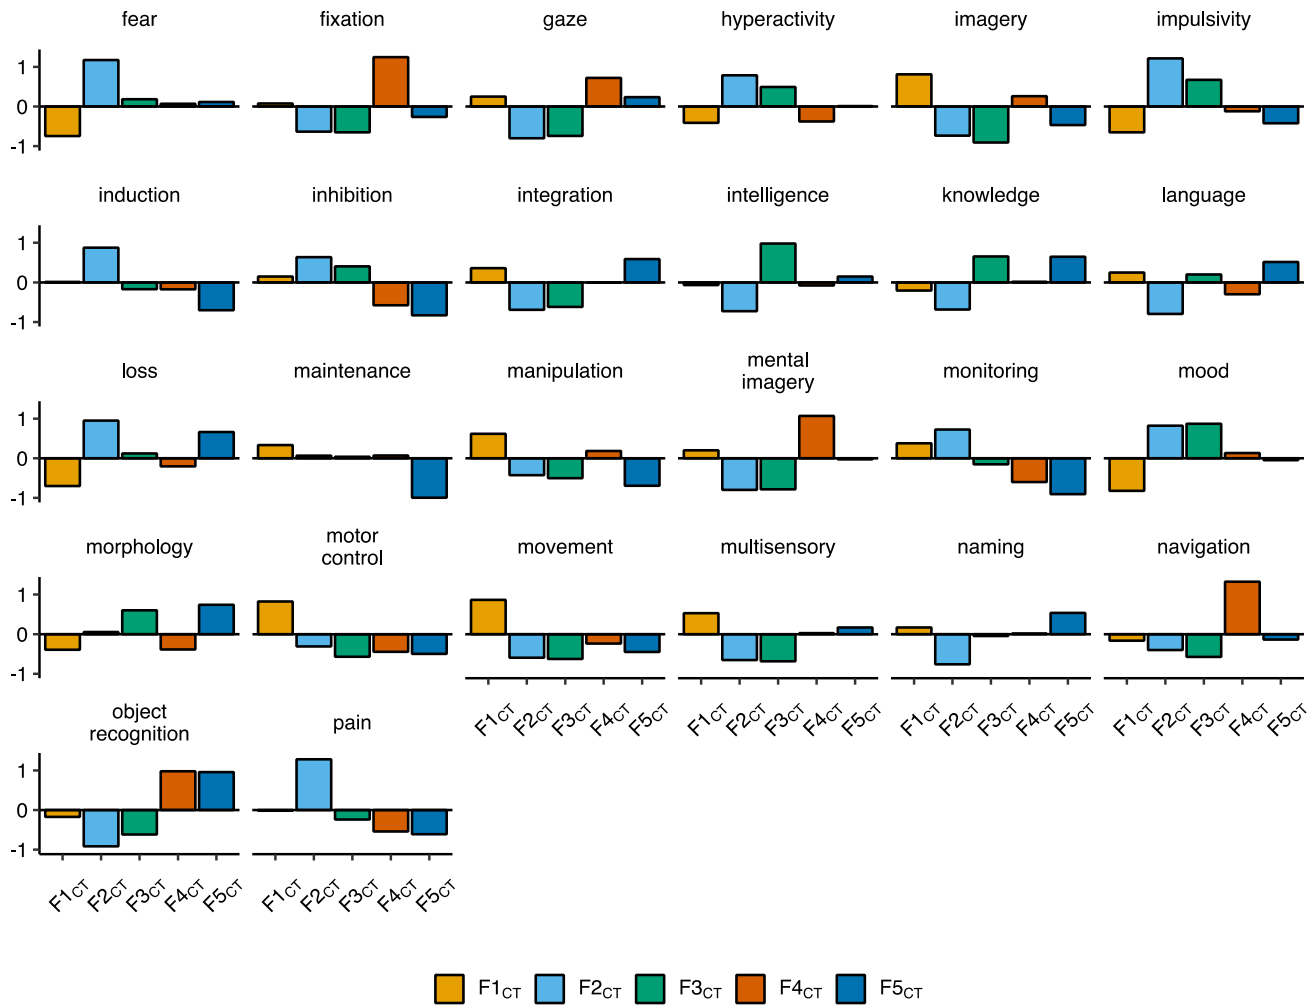 fear fixation gaze hyperactivity imagery impulsivity
1
0
-1
induction inhibition integration intelligence knowledge language
1
0
-1
loss maintenance manipulation mental imagery monitoring mood
1
0
-1
morphology motor control movement multisensory naming navigation
1
0
-1
F1CT F2CT F3CT F4CT F5CT F1CT F2CT F3CT F4CT F5CT F1CT F2CT F3CT F4CT F5CT F1CT F2CT F3CT F4CT F5CT
object recognition pain
1
0
-1
F1CT F2CT F3CT F4CT F5CT F1CT F2CT F3CT F4CT F5CT
F1CT F2CT F3CT F4CT F5CT